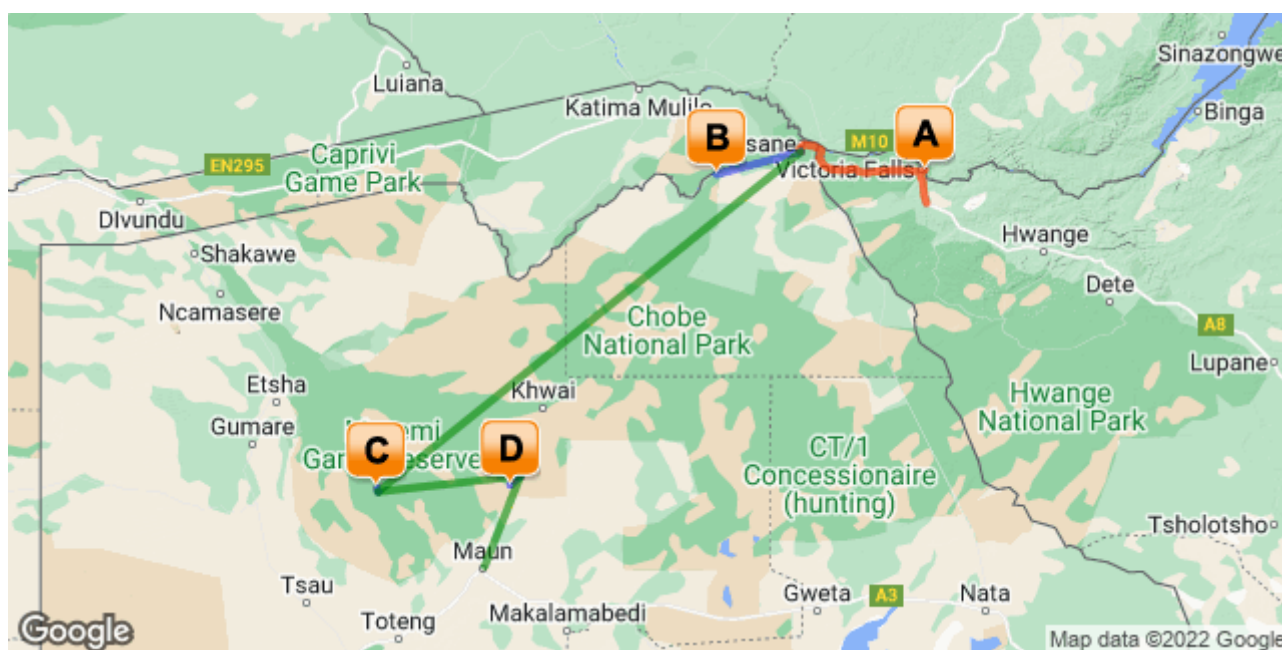 Sinazongwe
Luiana
Katima Mulilo
Binga
A
B
sane
M10
EN295
Caprivi
Game Park
Victoria Falls
DIvundu
Hwange
Shakawe
Dete
Ncamasere
Chobe
National Park
A8
Lupane
Etsha
Khwai
Hwange
National Park
Gumare
C
D
CT/1
Concessionaire
(hunting)
Tsholotsho
Maun
Tsau
Gweta
A3
Nata
Toteng
Makalamabedi
Google
Map data ©2022 Google